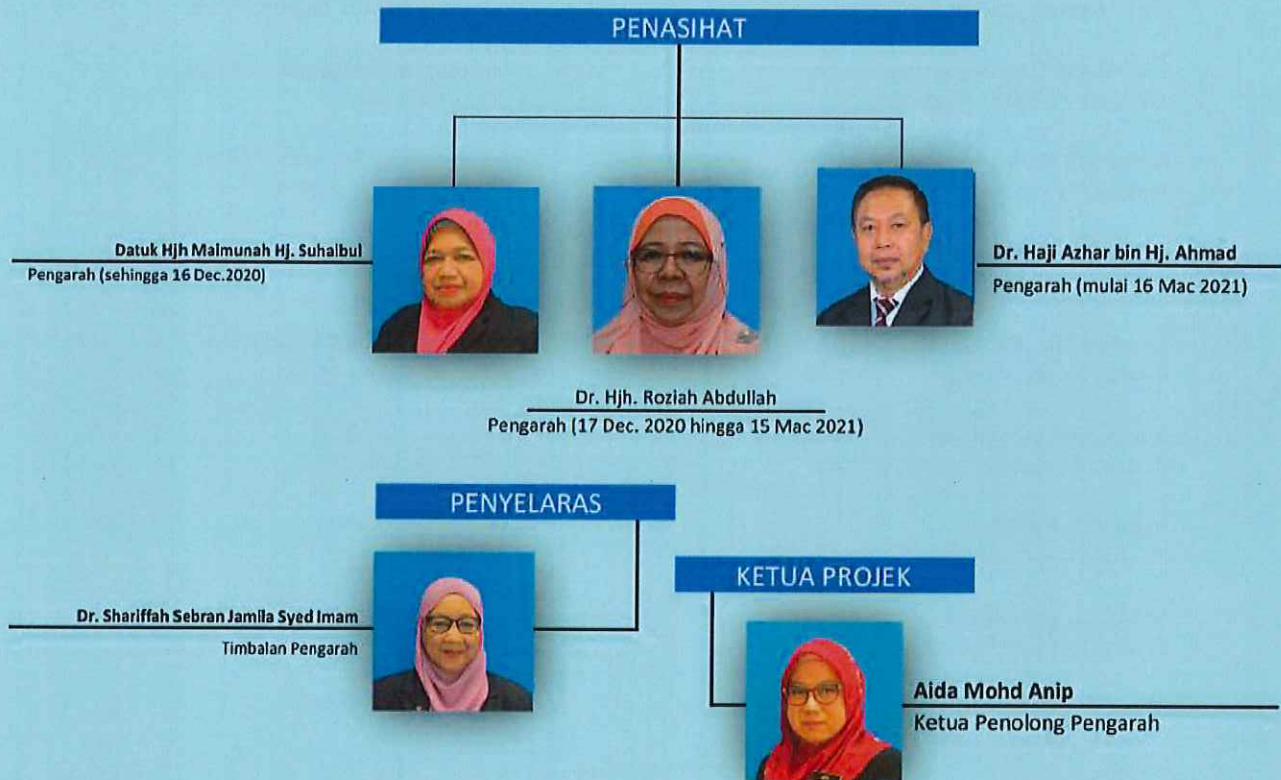 PENASIHAT
Datuk Hjh Maimunah Hj. Suhaibul
Pengarah (sehingga 16 Dec.2020)
Dr. Haji Azhar bin Hj. Ahmad
Pengarah (mulai 16 Mac 2021)
Dr. Hjh. Roziah Abdullah
Pengarah (17 Dec. 2020 hingga 15 Mac 2021)
PENYELARAS
KETUA PROJEK
Dr. Shariffah Sebran Jamila Syed Imam
Timbalan Pengarah
Aida Mohd Anip
Ketua Penolong Pengarah